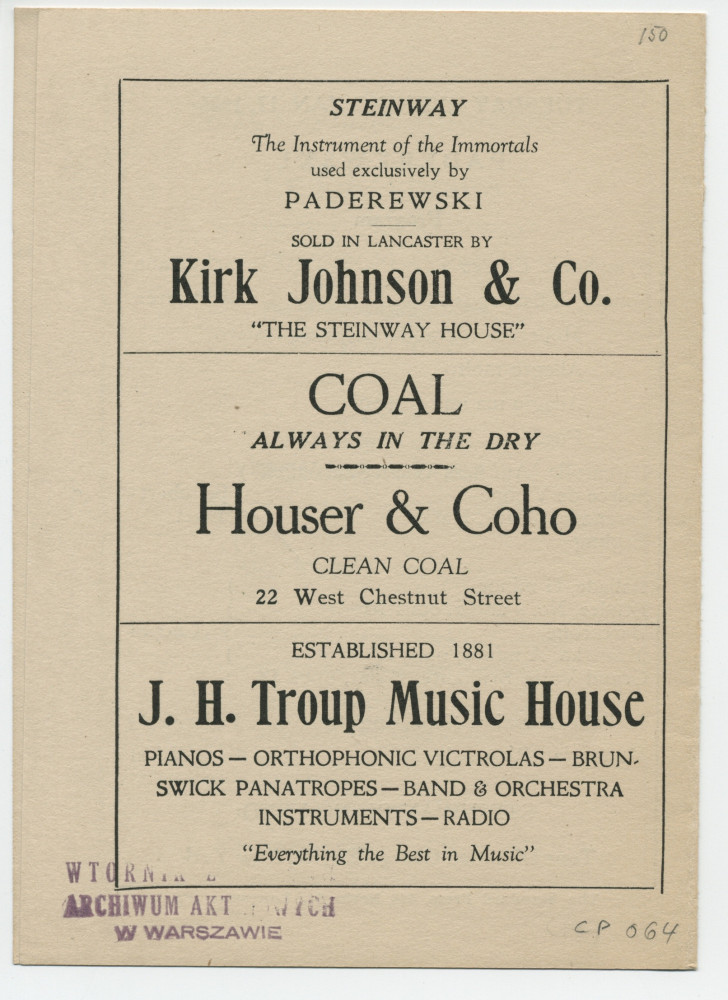 150
STEINWAY
The Instrument of the Immortals
used exclusively by
PADEREWSKI
SOLD IN LANCASTER BY
Kirk Johnson & Co.
“THE STEINWAY HOUSE”
COAL
ALWAYS IN THE DRY
Houser & Coho
CLEAN COAL
22 West Chestnut Street
ESTABLISHED 1881
J. H. Troup Music House
PIANOS — ORTHOPHONIC VICTROLAS — BRUN-
SWICK PANATROPES — BAND & ORCHESTRA
INSTRUMENTS — RADIO
“Everything the Best in Music”
ARCHIWUM AKT
W WARSZAWIE
CP 064